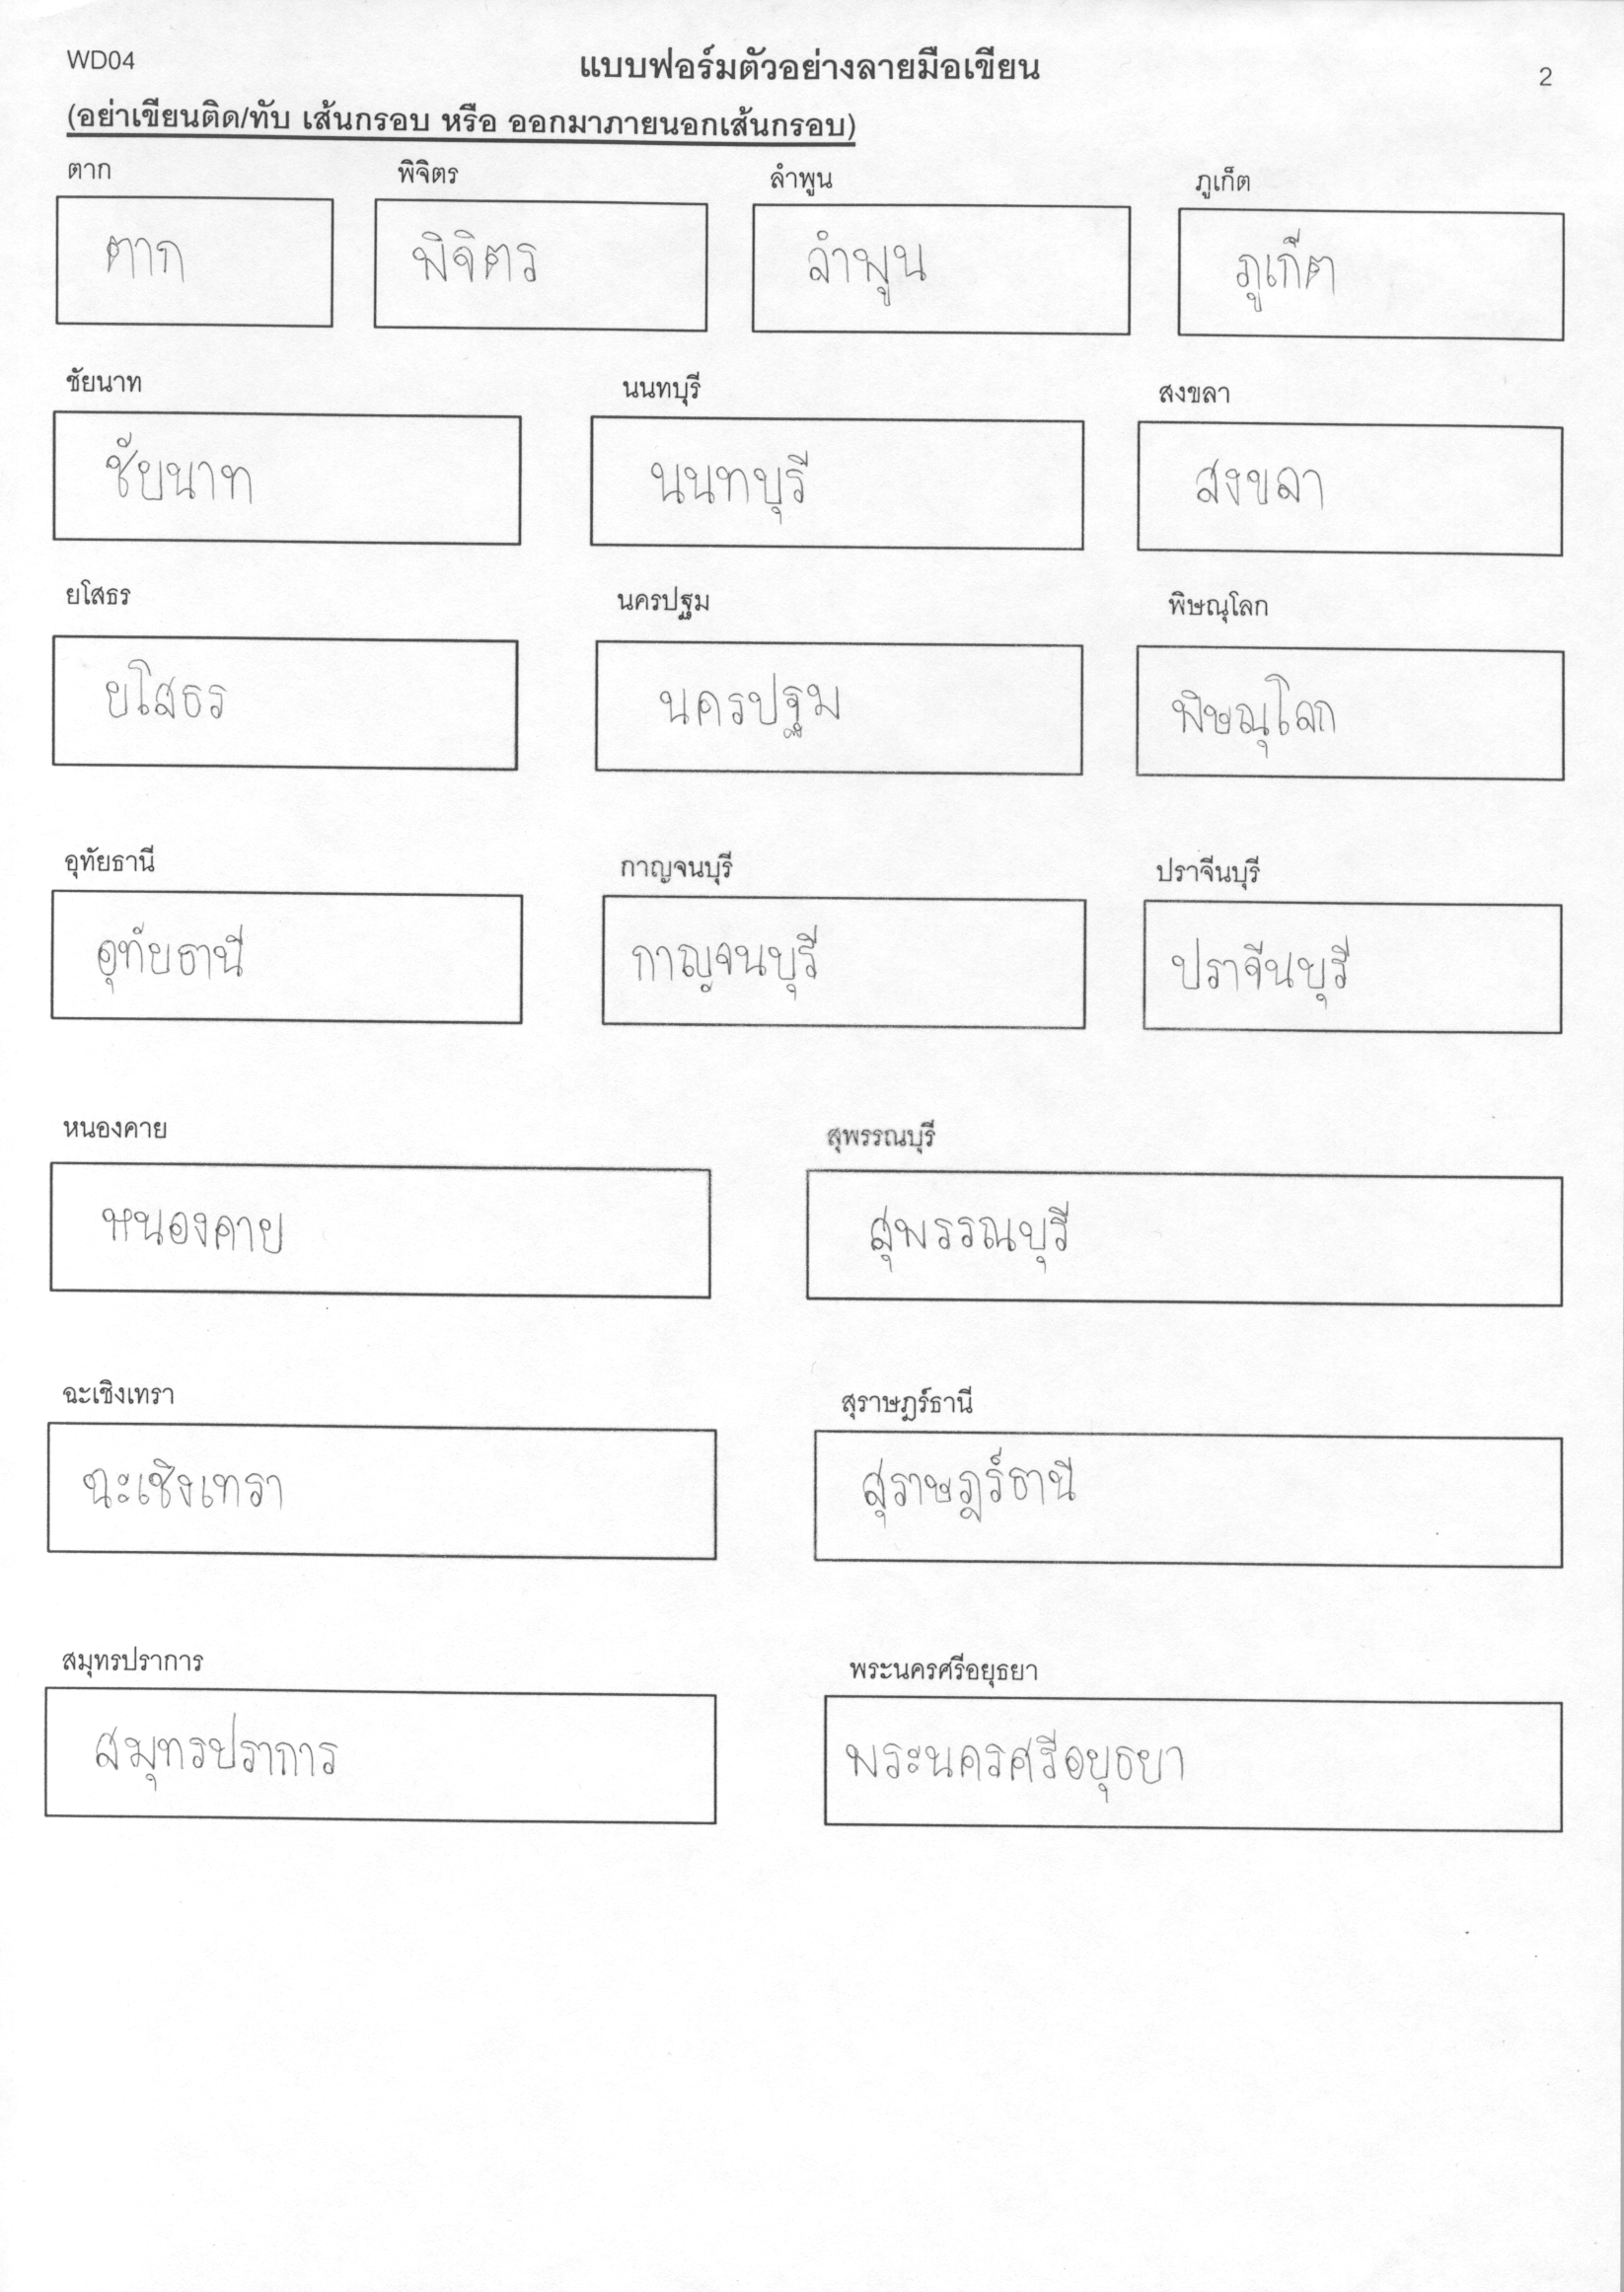 WD04 แบบฟอร์มตัวอย่างลายมือเขียน 2
(อย่าเขียนติด/ทับ เส้นกรอบ หรือ ออกมาภายนอกเส้นกรอบ)
ตาก พิจิตร ลำพูน ภูเก็ต
ตาก พิจิตร ลำพูน ภูเก็ต
ชัยนาท นนทบุรี สงขลา
ชัยนาท นนทบุรี สงขลา
ยโสธร นครปฐม พิษณุโลก
ยโสธร นครปฐม พิษณุโลก
อุทัยธานี กาญจนบุรี ปราจีนบุรี
อุทัยธานี กาญจนบุรี ปราจีนบุรี
หนองคาย สุพรรณบุรี
หนองคาย สุพรรณบุรี
ฉะเชิงเทรา สุราษฎร์ธานี
ฉะเชิงเทรา สุราษฎร์ธานี
สมุทรปราการ พระนครศรีอยุธยา
สมุทรปราการ พระนครศรีอยุธยา